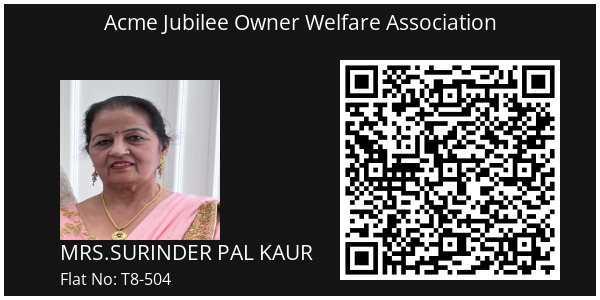 Acme Jubilee Owner Welfare Association
MRS.SURINDER PAL KAUR
Flat No: T8-504